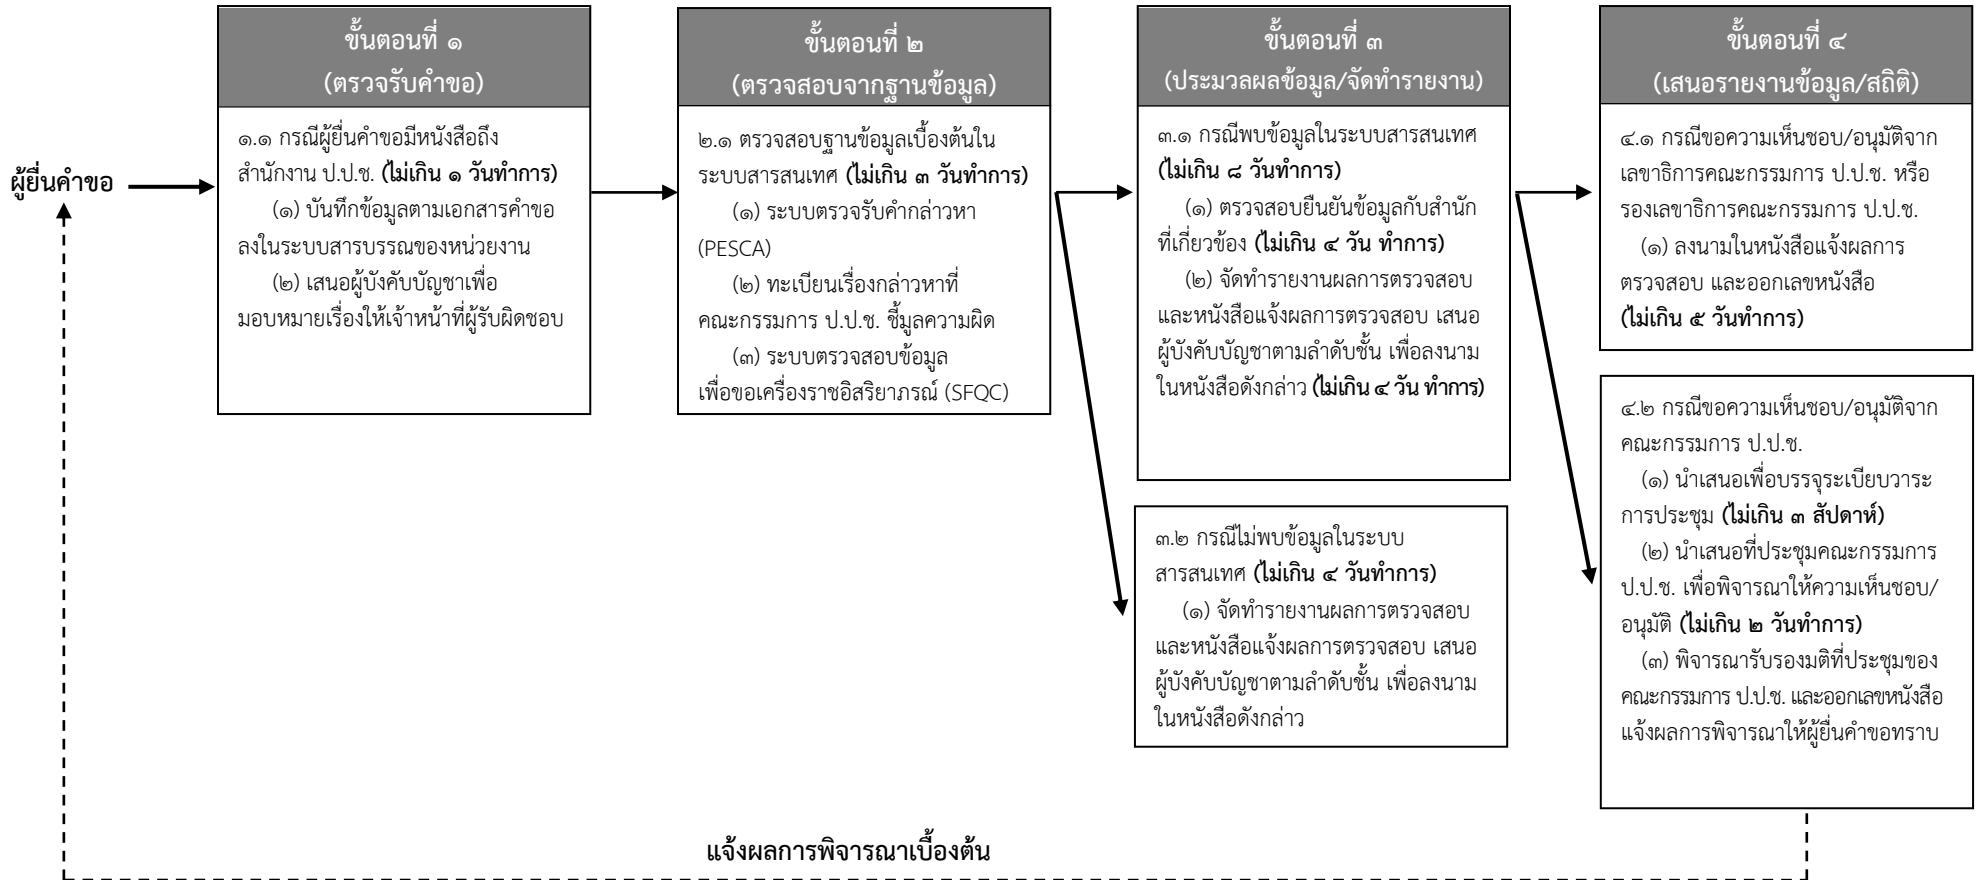 ผู้ยื่นคำขอ
ขั้นตอนที่ ๑
(ตรวจรับคำขอ)
๑.๑ กรณีผู้ยื่นคำขอมีหนังสือถึง
สำนักงาน ป.ป.ช. (ไม่เกิน ๑ วันทำการ)
(๑) บันทึกข้อมูลตามเอกสารคำขอ
ลงในระบบสารบรรณของหน่วยงาน
(๒) เสนอผู้บังคับบัญชาเพื่อ
มอบหมายเรื่องให้เจ้าหน้าที่ผู้รับผิดชอบ
ขั้นตอนที่ ๒
(ตรวจสอบจากฐานข้อมูล)
๒.๑ ตรวจสอบฐานข้อมูลเบื้องต้นใน
ระบบสารสนเทศ (ไม่เกิน ๓ วันทำการ)
(๑) ระบบตรวจรับคำกล่าวหา
(PESCA)
(๒) ทะเบียนเรื่องกล่าวหาที่
คณะกรรมการ ป.ป.ช. ชี้มูลความผิด
(๓) ระบบตรวจสอบข้อมูล
เพื่อขอเครื่องราชอิสริยาภรณ์ (SFQC)
ขั้นตอนที่ ๓
(ประมวลผลข้อมูล/จัดทำรายงาน)
๓.๑ กรณีพบข้อมูลในระบบสารสนเทศ
(ไม่เกิน ๘ วันทำการ)
(๑) ตรวจสอบยืนยันข้อมูลกับสำนัก
ที่เกี่ยวข้อง (ไม่เกิน ๔ วัน ทำการ)
(๒) จัดทำรายงานผลการตรวจสอบ
และหนังสือแจ้งผลการตรวจสอบ เสนอ
ผู้บังคับบัญชาตามลำดับชั้น เพื่อลงนาม
ในหนังสือดังกล่าว (ไม่เกิน ๔ วัน ทำการ)
๓.๒ กรณีไม่พบข้อมูลในระบบ
สารสนเทศ (ไม่เกิน ๔ วันทำการ)
(๑) จัดทำรายงานผลการตรวจสอบ
และหนังสือแจ้งผลการตรวจสอบ เสนอ
ผู้บังคับบัญชาตามลำดับชั้น เพื่อลงนาม
ในหนังสือดังกล่าว
ขั้นตอนที่ ๔
(เสนอรายงานข้อมูล/สถิติ)
๔.๑ กรณีขอความเห็นชอบ/อนุมัติจาก
เลขาธิการคณะกรรมการ ป.ป.ช. หรือ
รองเลขาธิการคณะกรรมการ ป.ป.ช.
(๑) ลงนามในหนังสือแจ้งผลการ
ตรวจสอบ และออกเลขหนังสือ
(ไม่เกิน ๕ วันทำการ)
๔.๒ กรณีขอความเห็นชอบ/อนุมัติจาก
คณะกรรมการ ป.ป.ช.
(๑) นำเสนอเพื่อบรรจุระเบียบวาระ
การประชุม (ไม่เกิน ๓ สัปดาห์)
(๒) นำเสนอที่ประชุมคณะกรรมการ
ป.ป.ช. เพื่อพิจารณาให้ความเห็นชอบ/
อนุมัติ (ไม่เกิน ๒ วันทำการ)
(๓) พิจารณารับรองมติที่ประชุมของ
คณะกรรมการ ป.ป.ช. และออกเลขหนังสือ
แจ้งผลการพิจารณาให้ผู้ยื่นคำขอทราบ
แจ้งผลการพิจารณาเบื้องต้น